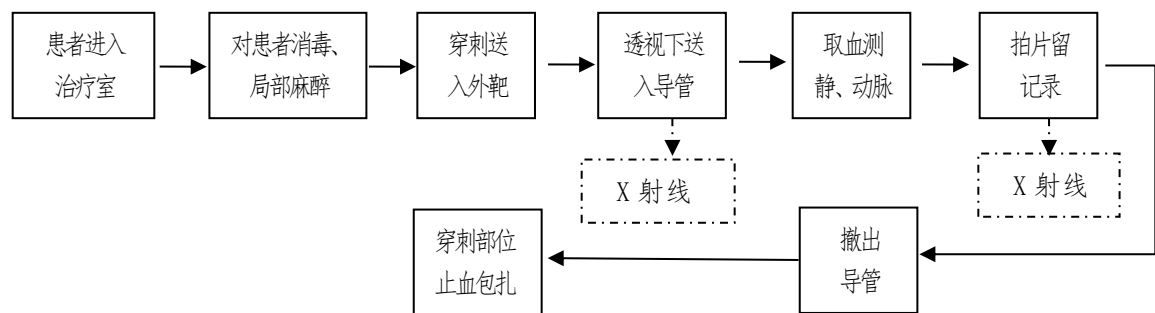 患者进入
治疗室
对患者消毒、
局部麻醉
穿刺送
入外靶
透视下送
入导管
取血测
静、动脉
拍片留
记录
X 射线
X 射线
撤出
导管
穿刺部位
止血包扎